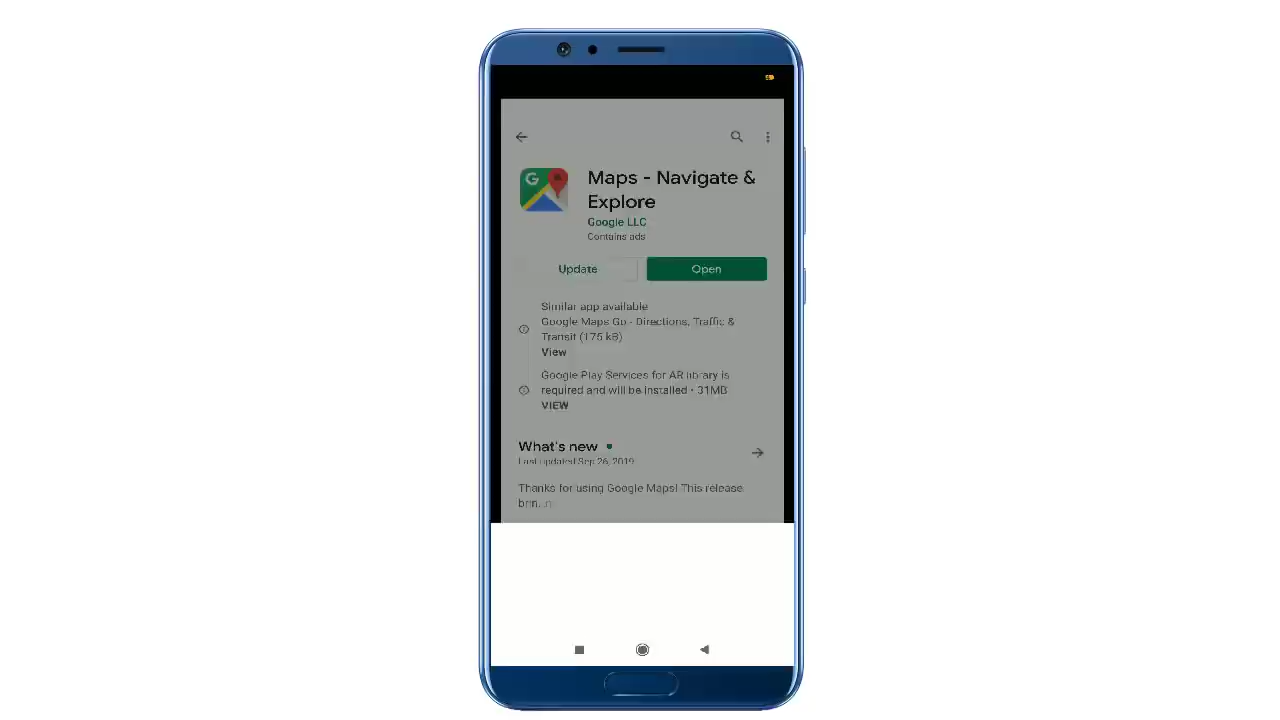 Maps - Navigate &
Explore
Google LLC
Contains ads
Update
Open
Similar app available
Google Maps Go - Directions, Traffic &
Transit (175 kB)
View
Google Play Services for AR library is
required and will be installed • 31MB
VIEW
What's new
Last updated Sep 26, 2019
Thanks for using Google Maps! This release